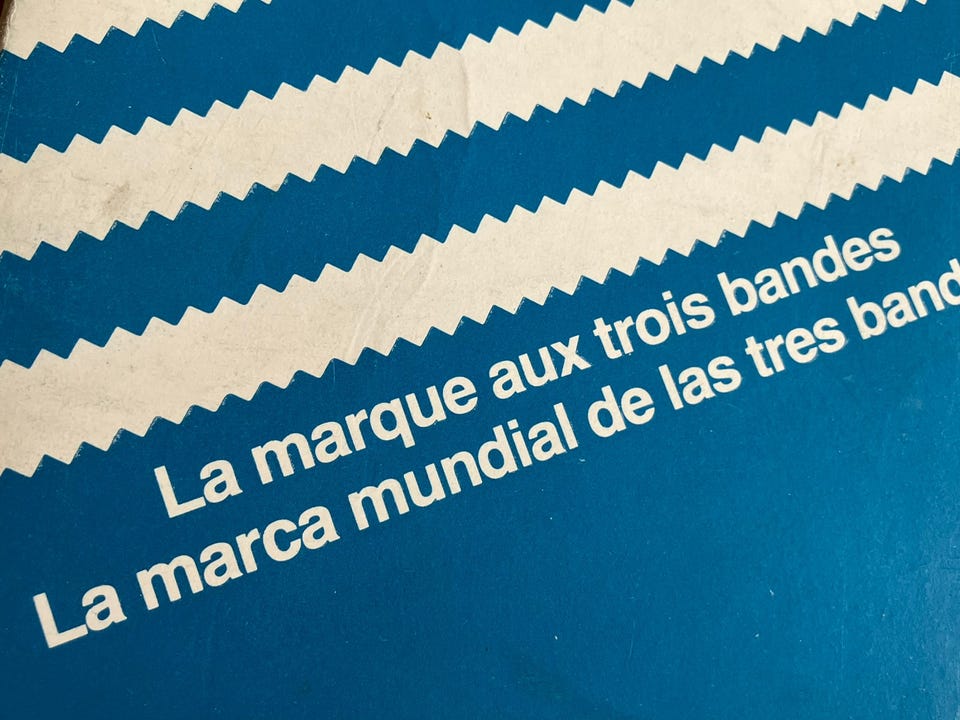 La marque aux trois bandes
La marca mundial de las tres band